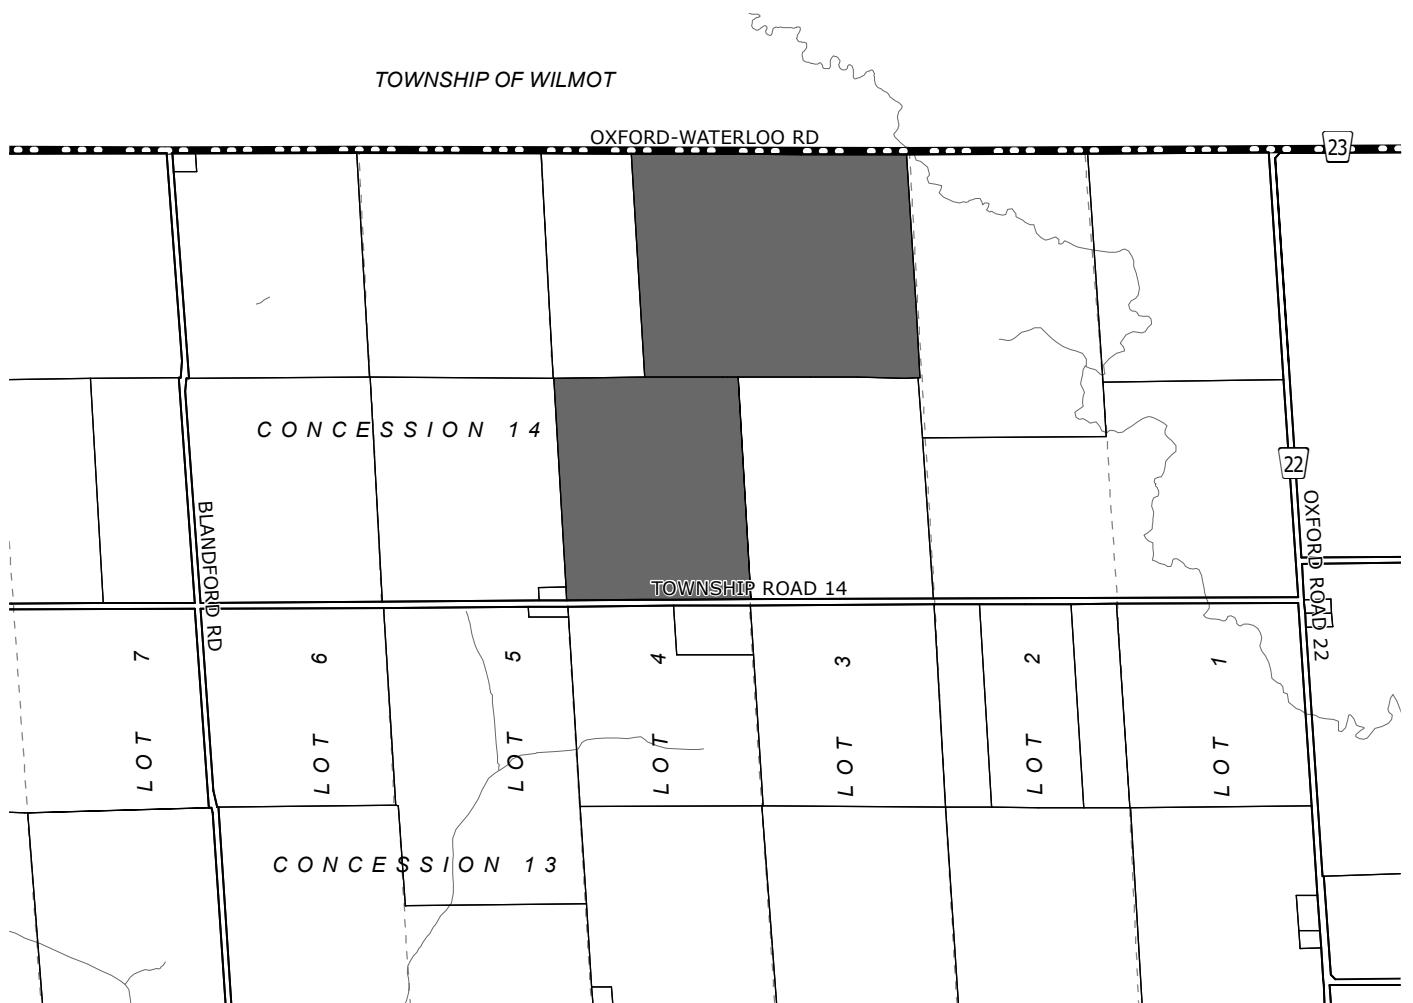 TOWNSHIP OF WILMOT
OXFORD-WATERLOO RD
23
CONCESSION 14
22
BLANDFORD RD
OXFORD ROAD 22
TOWNSHIP ROAD 14
LOT 7
LOT 6
LOT 5
LOT 4
LOT 3
LOT 2
LOT 1
CONCESSION 13